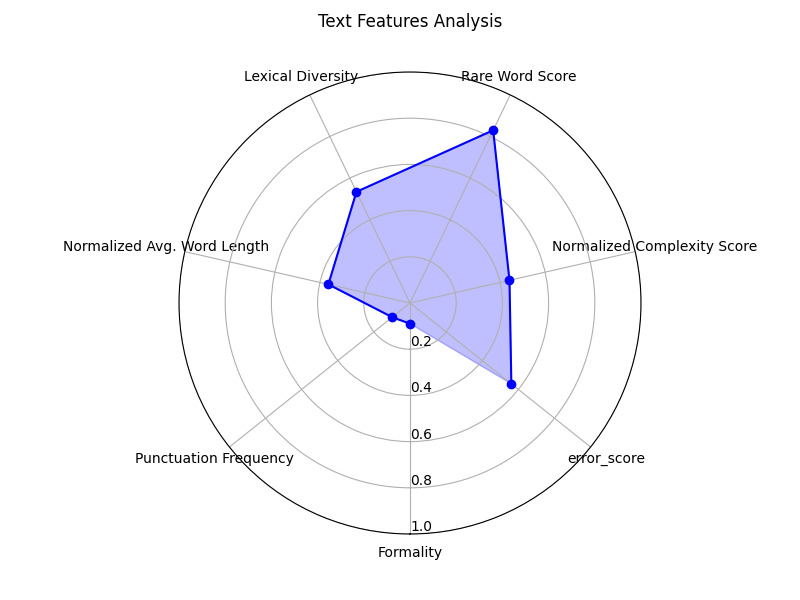 Text Features Analysis
Lexical Diversity
Rare Word Score
Normalized Avg. Word Length
Normalized Complexity Score
0.2
0.4
0.6
0.8
1.0
Punctuation Frequency
error_score
Formality